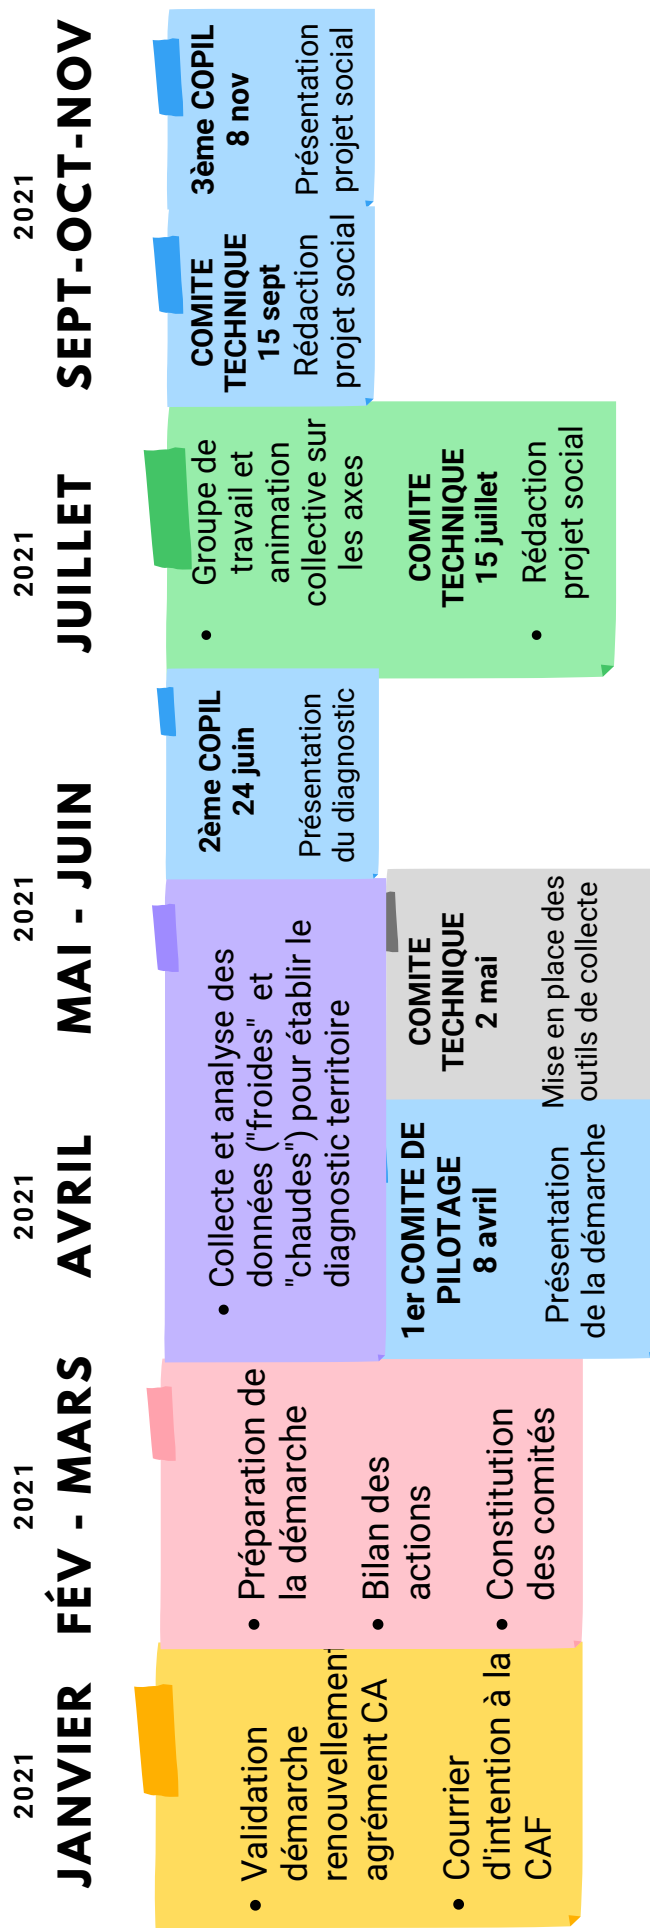 2021
JANVIER
• Validation
démarche
renouvellement
agrément CA
• Courrier
d'intention à la
CAF
2021
FÉV - MARS
• Préparation de
la démarche
• Bilan des
actions
• Constitution
des comités
2021
AVRIL
• Collecte et analyse des
données ("froides" et
"chaudes") pour établir le
diagnostic territoire
1er COMITE DE
PILOTAGE
8 avril
Présentation
de la démarche
2021
MAI - JUIN
COMITE
TECHNIQUE
2 mai
Mise en place des
outils de collecte
2ème COPIL
24 juin
Présentation
du diagnostic
2021
JUILLET
• Groupe de
travail et
animation
collective sur
les axes
COMITE
TECHNIQUE
15 juillet
• Rédaction
projet social
2021
SEPT-OCT-NOV
COMITE
TECHNIQUE
15 sept
Rédaction
projet social
3ème COPIL
8 nov
Présentation
projet social